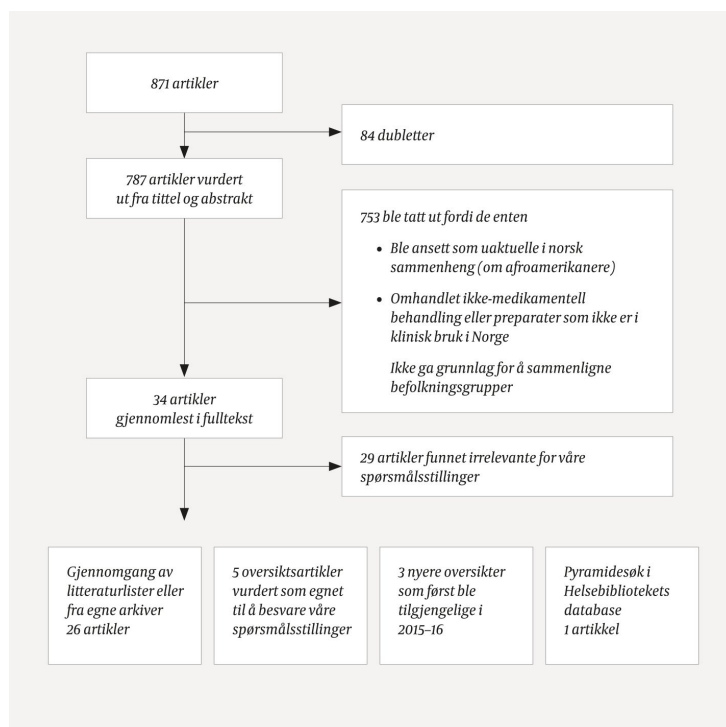 871 artikler
84 dubletter
787 artikler vurdert
ut fra tittel og abstrakt
753 ble tatt ut fordi de enten
• Ble ansett som uaktuelle i norsk
sammenheng (om afroamerikanere)
• Omhandlet ikke-medikamentell
behandling eller preparater som ikke er i
klinisk bruk i Norge
Ikke ga grunnlag for å sammenligne
befolkningsgrupper
34 artikler
gjennomlest i fulltekst
29 artikler funnet irrelevante for våre
spørsmålsstillinger
Gjennomgang av
litteraturlister eller
fra egne arkiver
26 artikler
5 oversiktsartikler
vurdert som egnet
til å besvare våre
spørsmålsstillinger
3 nyere oversikter
som først ble
tilgjengelige i
2015–16
Pyramidesøk i
Helsebibliotekets
database
1 artikkel